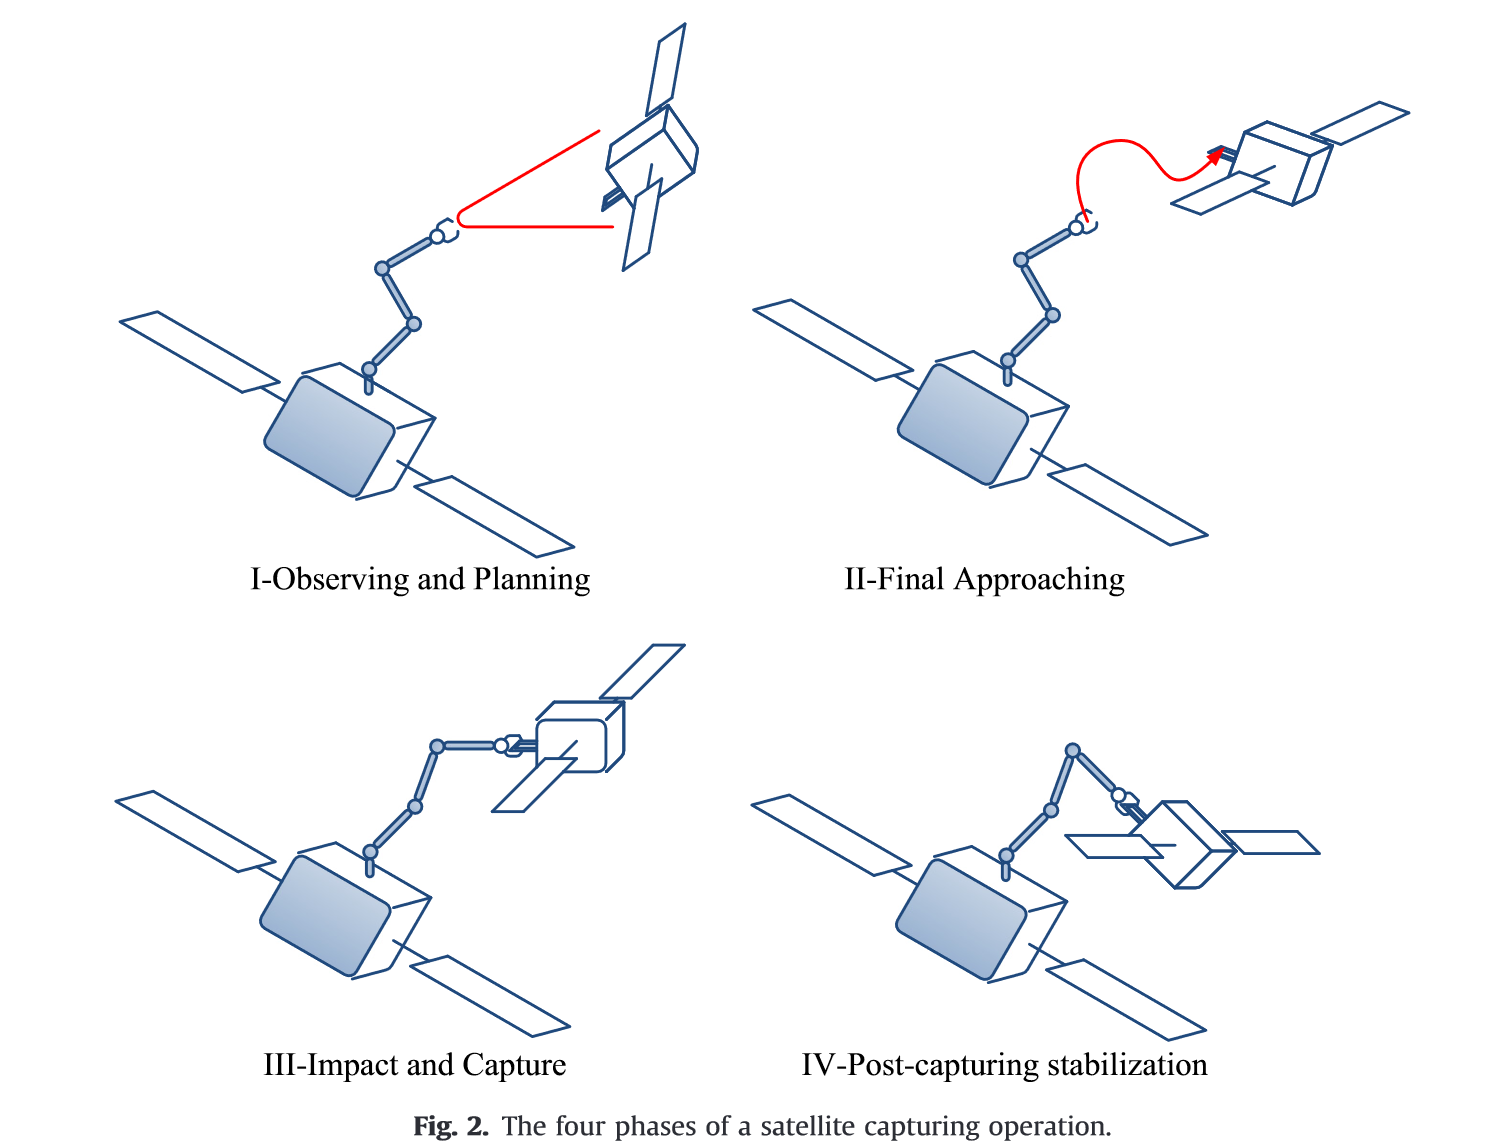 I-Observing and Planning
II-Final Approaching
III-Impact and Capture
IV-Post-capturing stabilization
Fig. 2. The four phases of a satellite capturing operation.